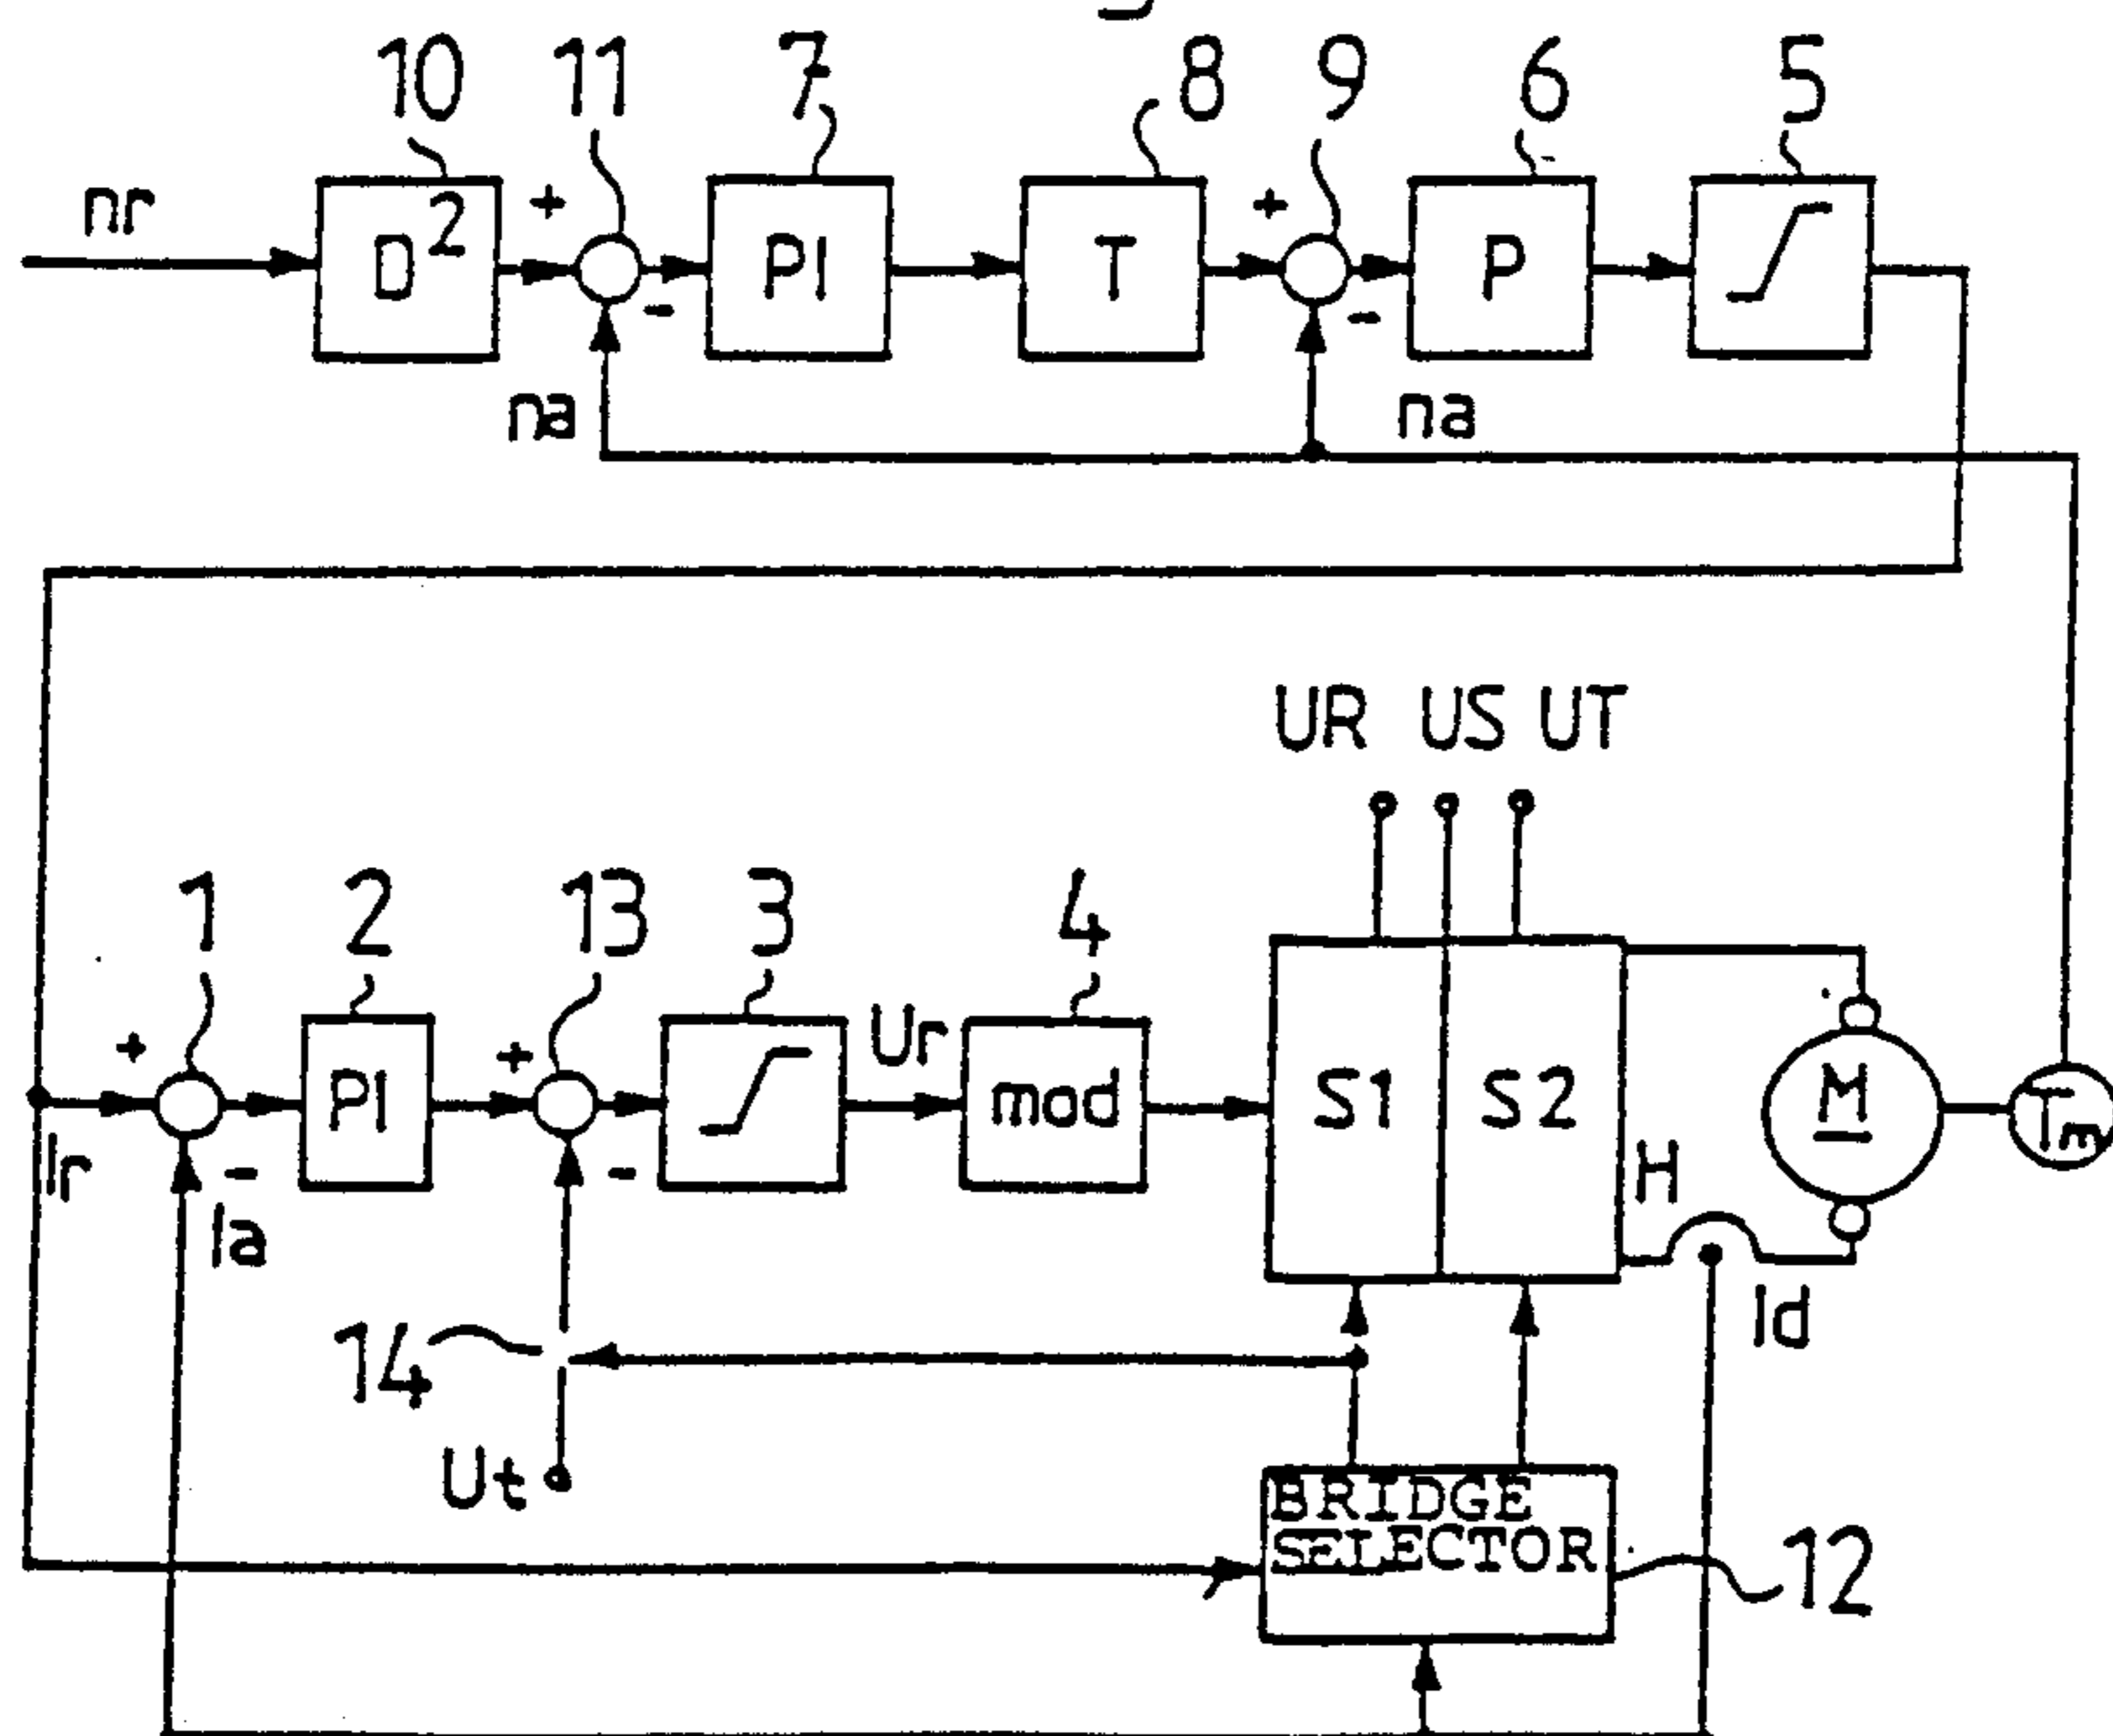 10 11 7 8 9 6 5
nr D2 + - PI T + - P
na na
UR US UT
1 2 13 3 4
+ PI + Ur mod S1 S2 M Tm
Ir - Ia - H
14 Id
Ut
BRIDGE
SELECTOR
12